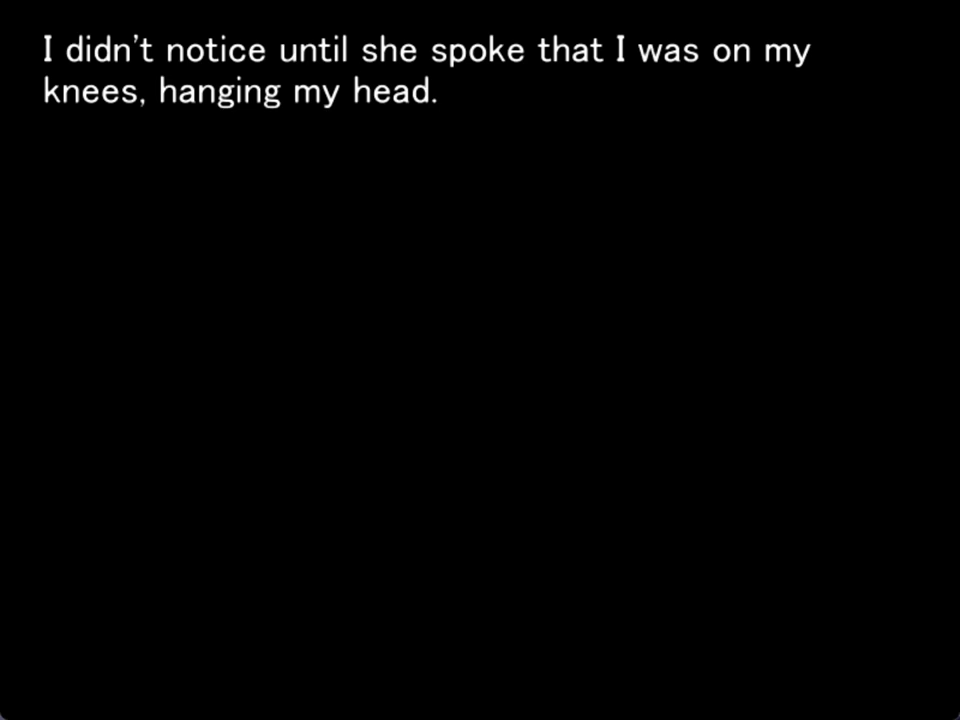 I didn't notice until she spoke that I was on my
knees, hanging my head.